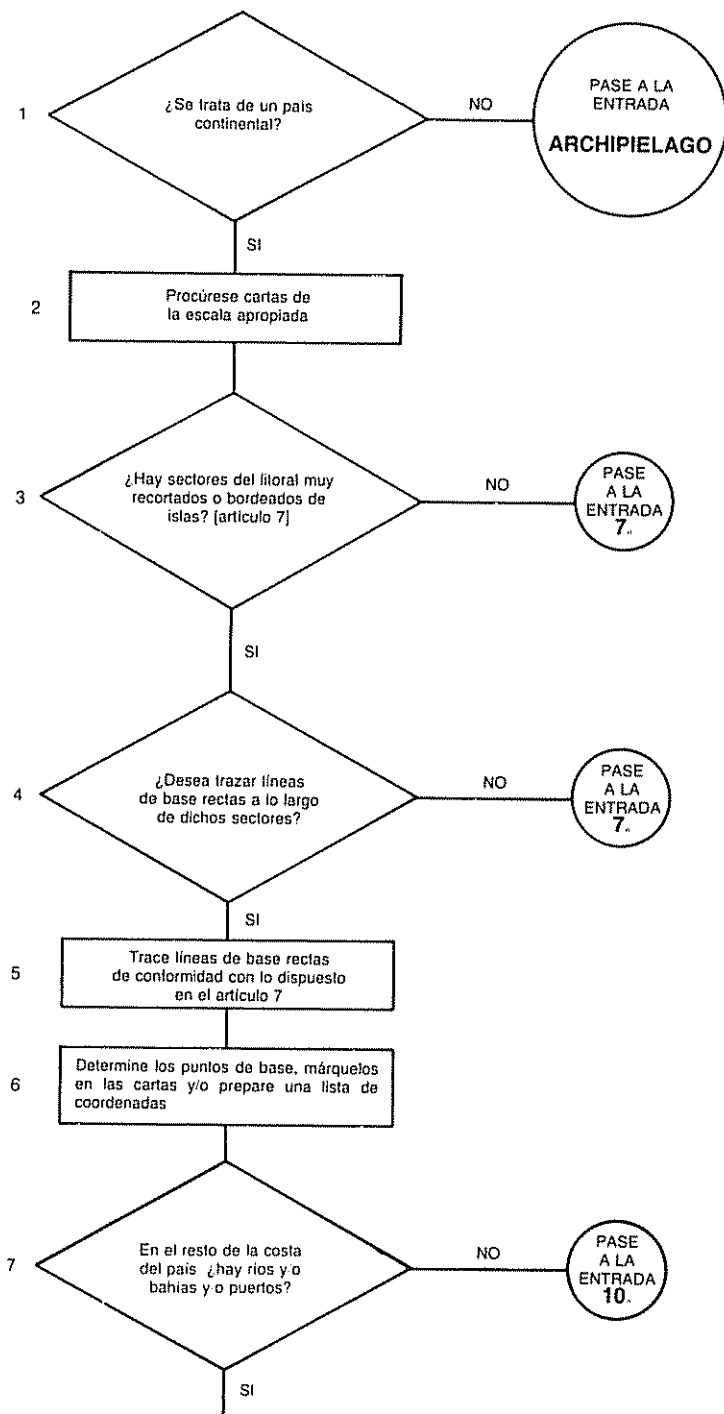 1
¿Se trata de un país
continental?
NO
PASE A LA
ENTRADA
ARCHIPIELAGO
SI
2
Procúrese cartas de
la escala apropiada
3
¿Hay sectores del litoral muy
recortados o bordeados de
islas? [artículo 7]
NO
PASE
A LA
ENTRADA
7.
SI
4
¿Desea trazar líneas
de base rectas a lo largo
de dichos sectores?
NO
PASE
A LA
ENTRADA
7.
SI
5
Trace líneas de base rectas
de conformidad con lo dispuesto
en el artículo 7
6
Determine los puntos de base, márquelos
en las cartas y/o prepare una lista de
coordenadas
7
En el resto de la costa
del país ¿hay ríos y/o
bahías y/o puertos?
NO
PASE
A LA
ENTRADA
10.
SI